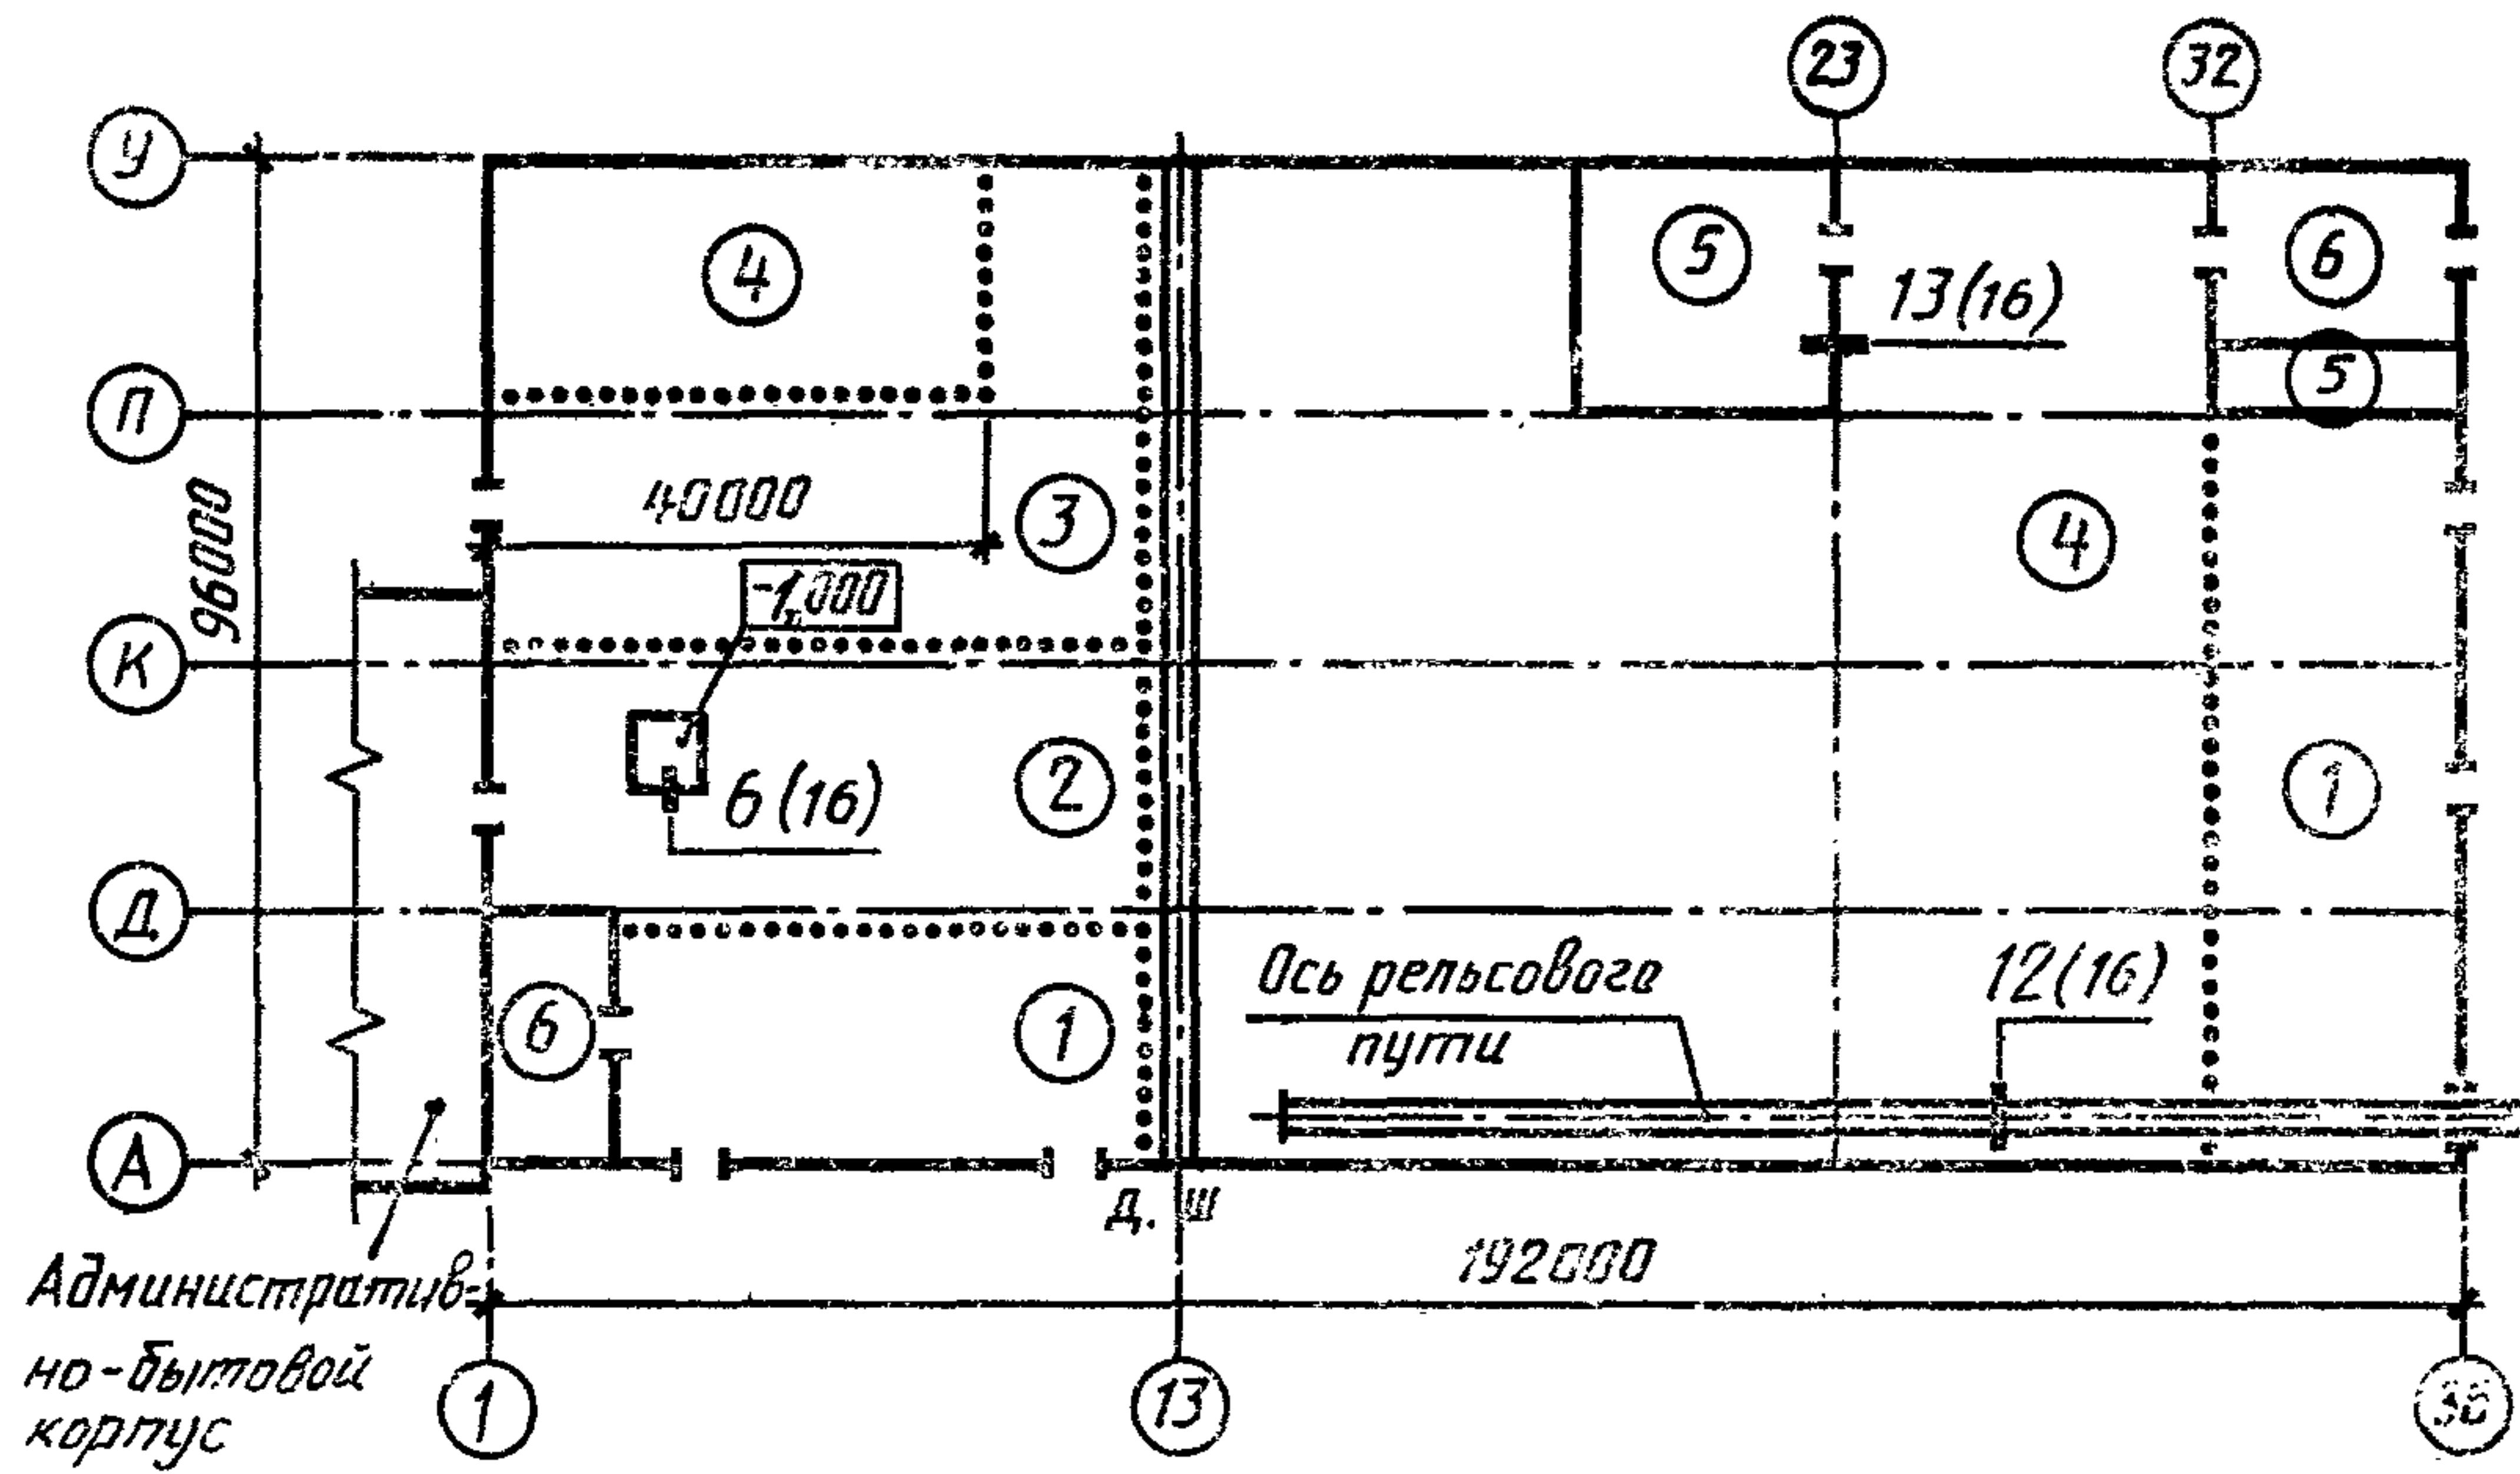 23
32
У
4
5
6
13(16)
5
П
40000
3
4
96000
-1,000
К
2
1
6(16)
Д
Ось рельсового
пути
12(16)
6
1
А
Д. Ш
192000
Административ-
но-бытовой
корпус
1
13